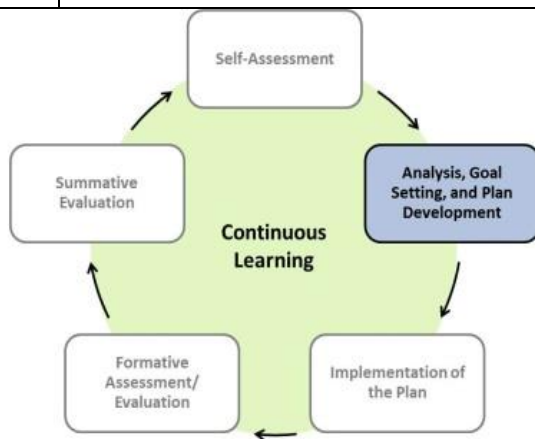 Self-Assessment
Analysis, Goal
Setting, and Plan
Development
Summative
Evaluation
Continuous
Learning
Formative
Assessment/
Evaluation
Implementation of
the Plan